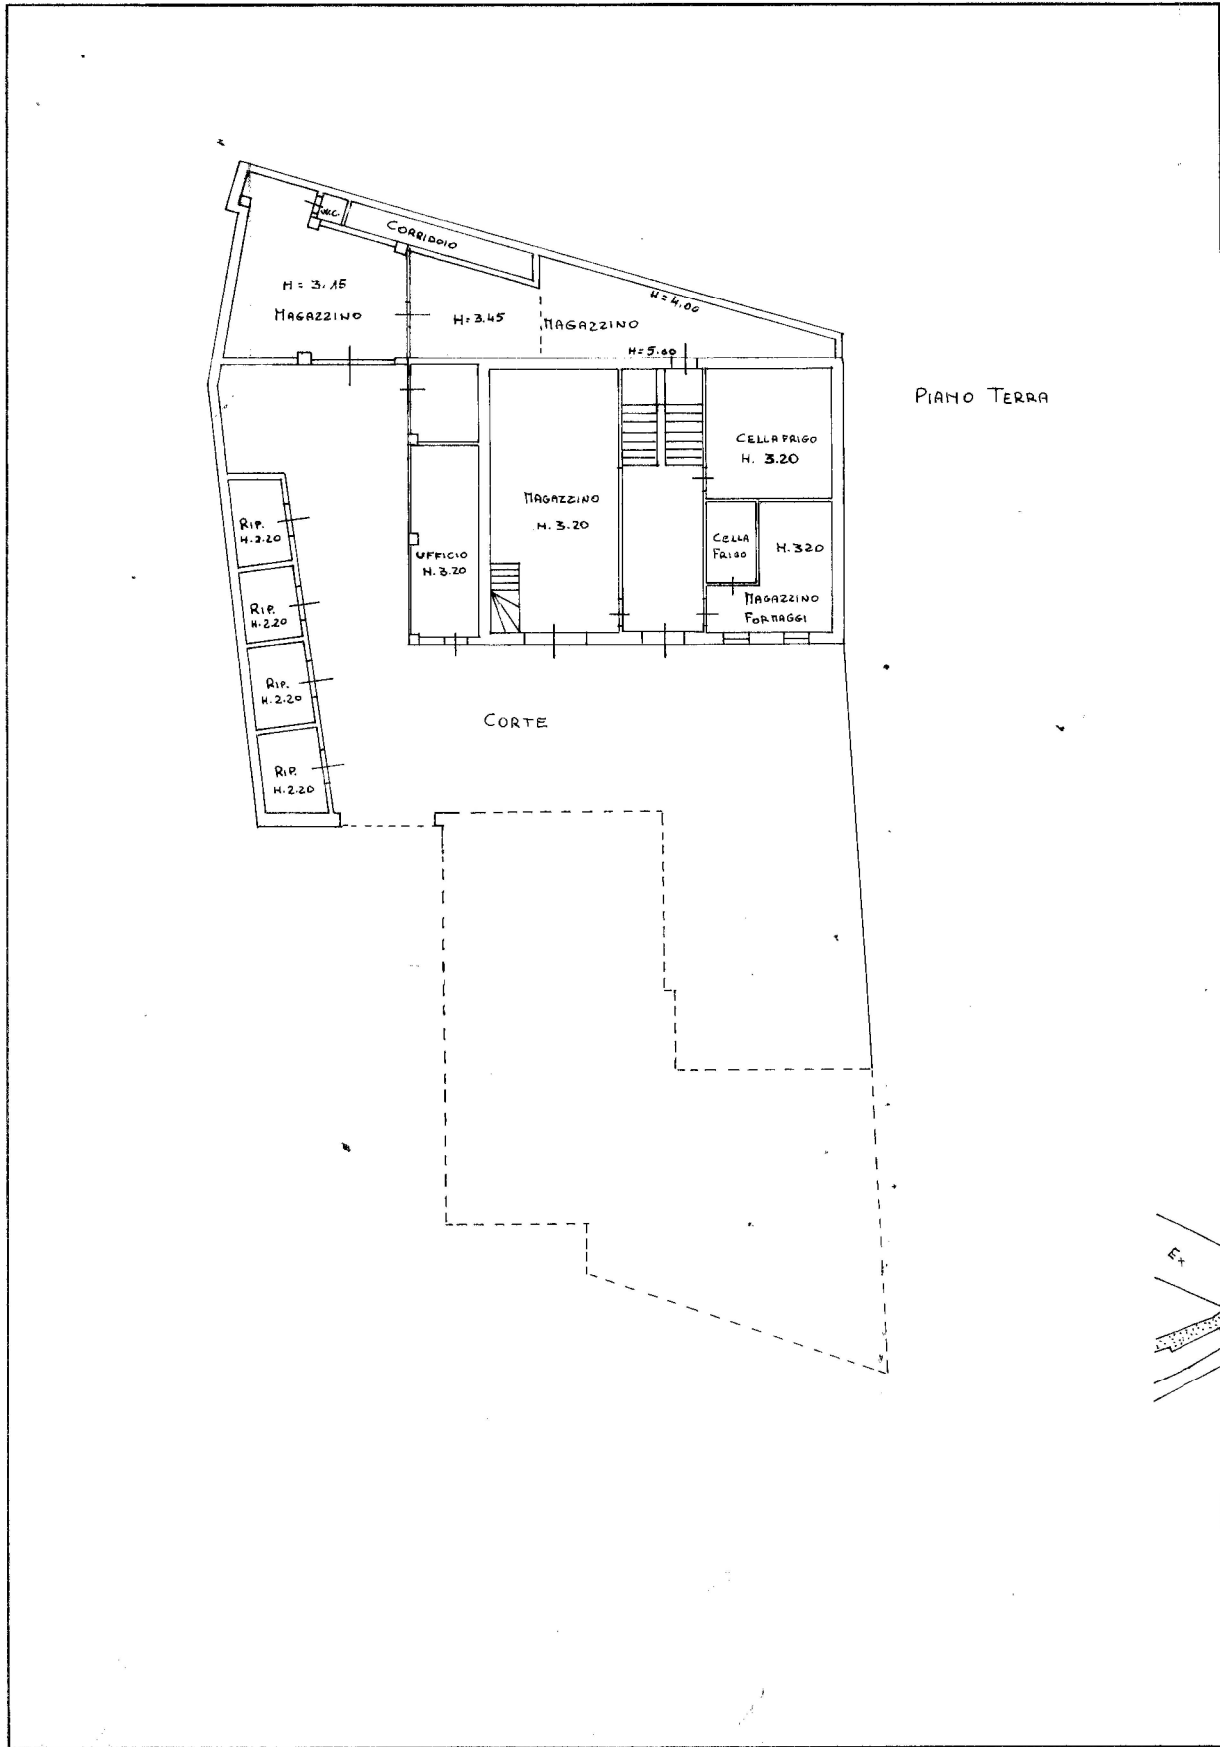 W.C.
CORRIDOIO
H = 3.15
MAGAZZINO
H=3.45
MAGAZZINO
H=4.00
H=5.00
PIANO TERRA
CELLA FRIGO
H. 3.20
MAGAZZINO
H. 3.20
RIP.
H.2.20
CELLA
FRIGO
H. 320
UFFICIO
H. 3.20
MAGAZZINO
FORMAGGI
RIP.
H.2.20
RIP.
H.2.20
CORTE
RIP.
H.2.20
Ex